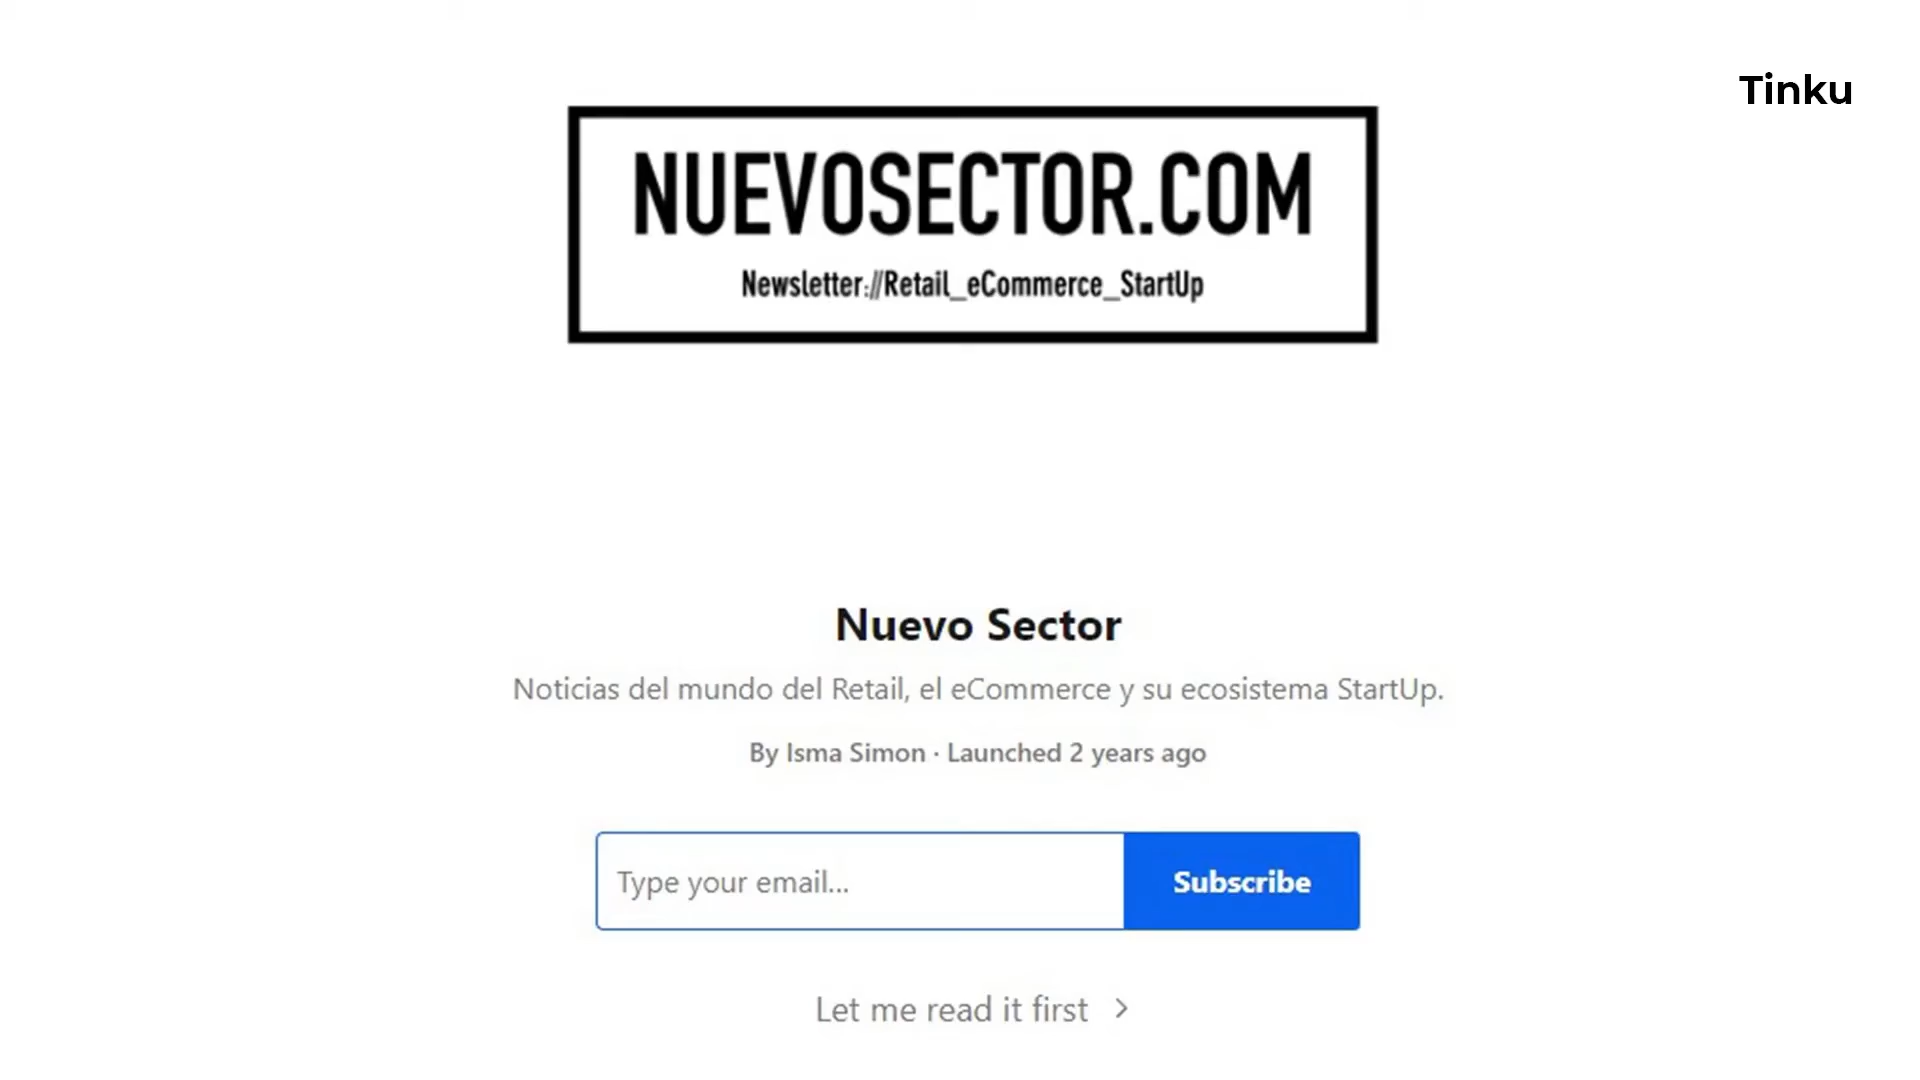 Tinku
NUEVOSECTOR.COM
Newsletter://Retail_eCommerce_StartUp
Nuevo Sector
Noticias del mundo del Retail, el eCommerce y su ecosistema StartUp.
By Isma Simon · Launched 2 years ago
Type your email...
Subscribe
Let me read it first